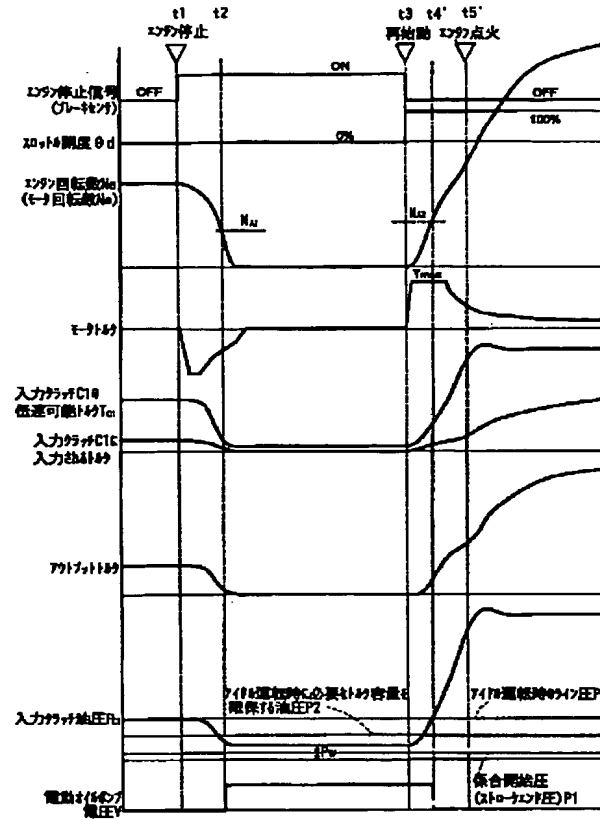 t1 t2 t3 t4' t5'
エンジン停止 再始動 エンジン点火
ON
エンジン停止信号 OFF OFF
(ブレーキセンサ)
100%
スロットル開度θd 0%
エンジン回転数Ne
(モータ回転数Nm)
NA1 NA2
Tmax
モータトルク
入力クラッチC1の
伝達可能トルクTC1
入力クラッチC1に
入力されるトルク
アウトプットトルク
アイドル運転時に必要なトルク容量を
確保する油圧P2
アイドル運転時のライン圧P
入力クラッチ油圧
係合開始圧
(ストロークエンド圧)P1
電動オイルポンプ
電圧V